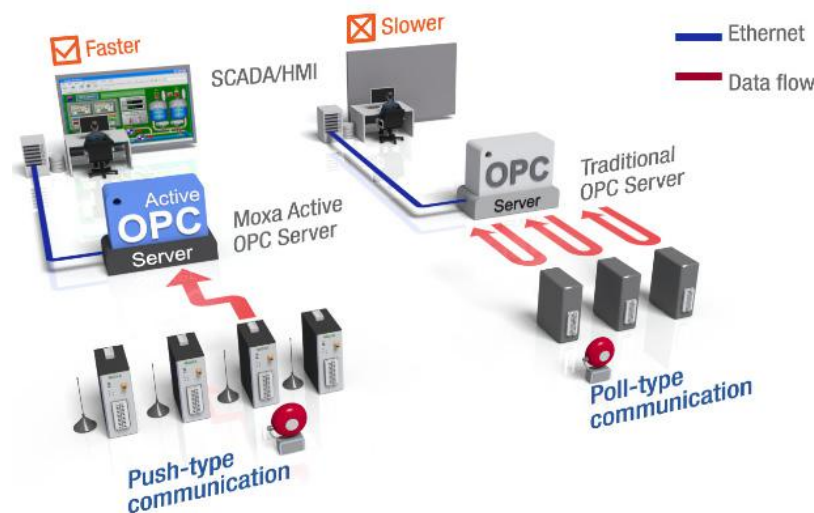 Faster
SCADA/HMI
Active
OPC
Server
Moxa Active
OPC Server
Push-type
communication
Slower
OPC
Server
Traditional
OPC Server
Poll-type
communication
Ethernet
Data flow